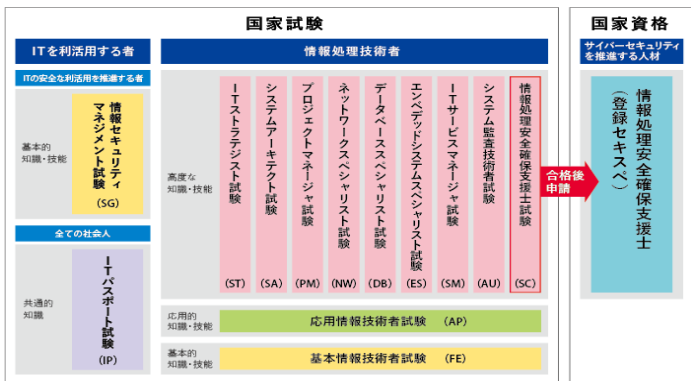 国家試験
国家資格
ITを利活用する者
情報処理技術者
サイバーセキュリティ
を推進する人材
ITの安全な利活用を推進する者
基本的
知識・技能
情報セキュリティ
マネジメント試験
(SG)
全ての社会人
共通的
知識
ITパスポート試験
(IP)
高度な
知識・技能
ITストラテジスト試験
(ST)
システムアーキテクト試験
(SA)
プロジェクトマネージャ試験
(PM)
ネットワークスペシャリスト試験
(NW)
データベーススペシャリスト試験
(DB)
エンベデッドシステムスペシャリスト試験
(ES)
ITサービスマネージャ試験
(SM)
システム監査技術者試験
(AU)
情報処理安全確保支援士試験
(SC)
合格後
申請
情報処理安全確保支援士
(登録セキスペ)
応用的
知識・技能
応用情報技術者試験 (AP)
基本的
知識・技能
基本情報技術者試験 (FE)